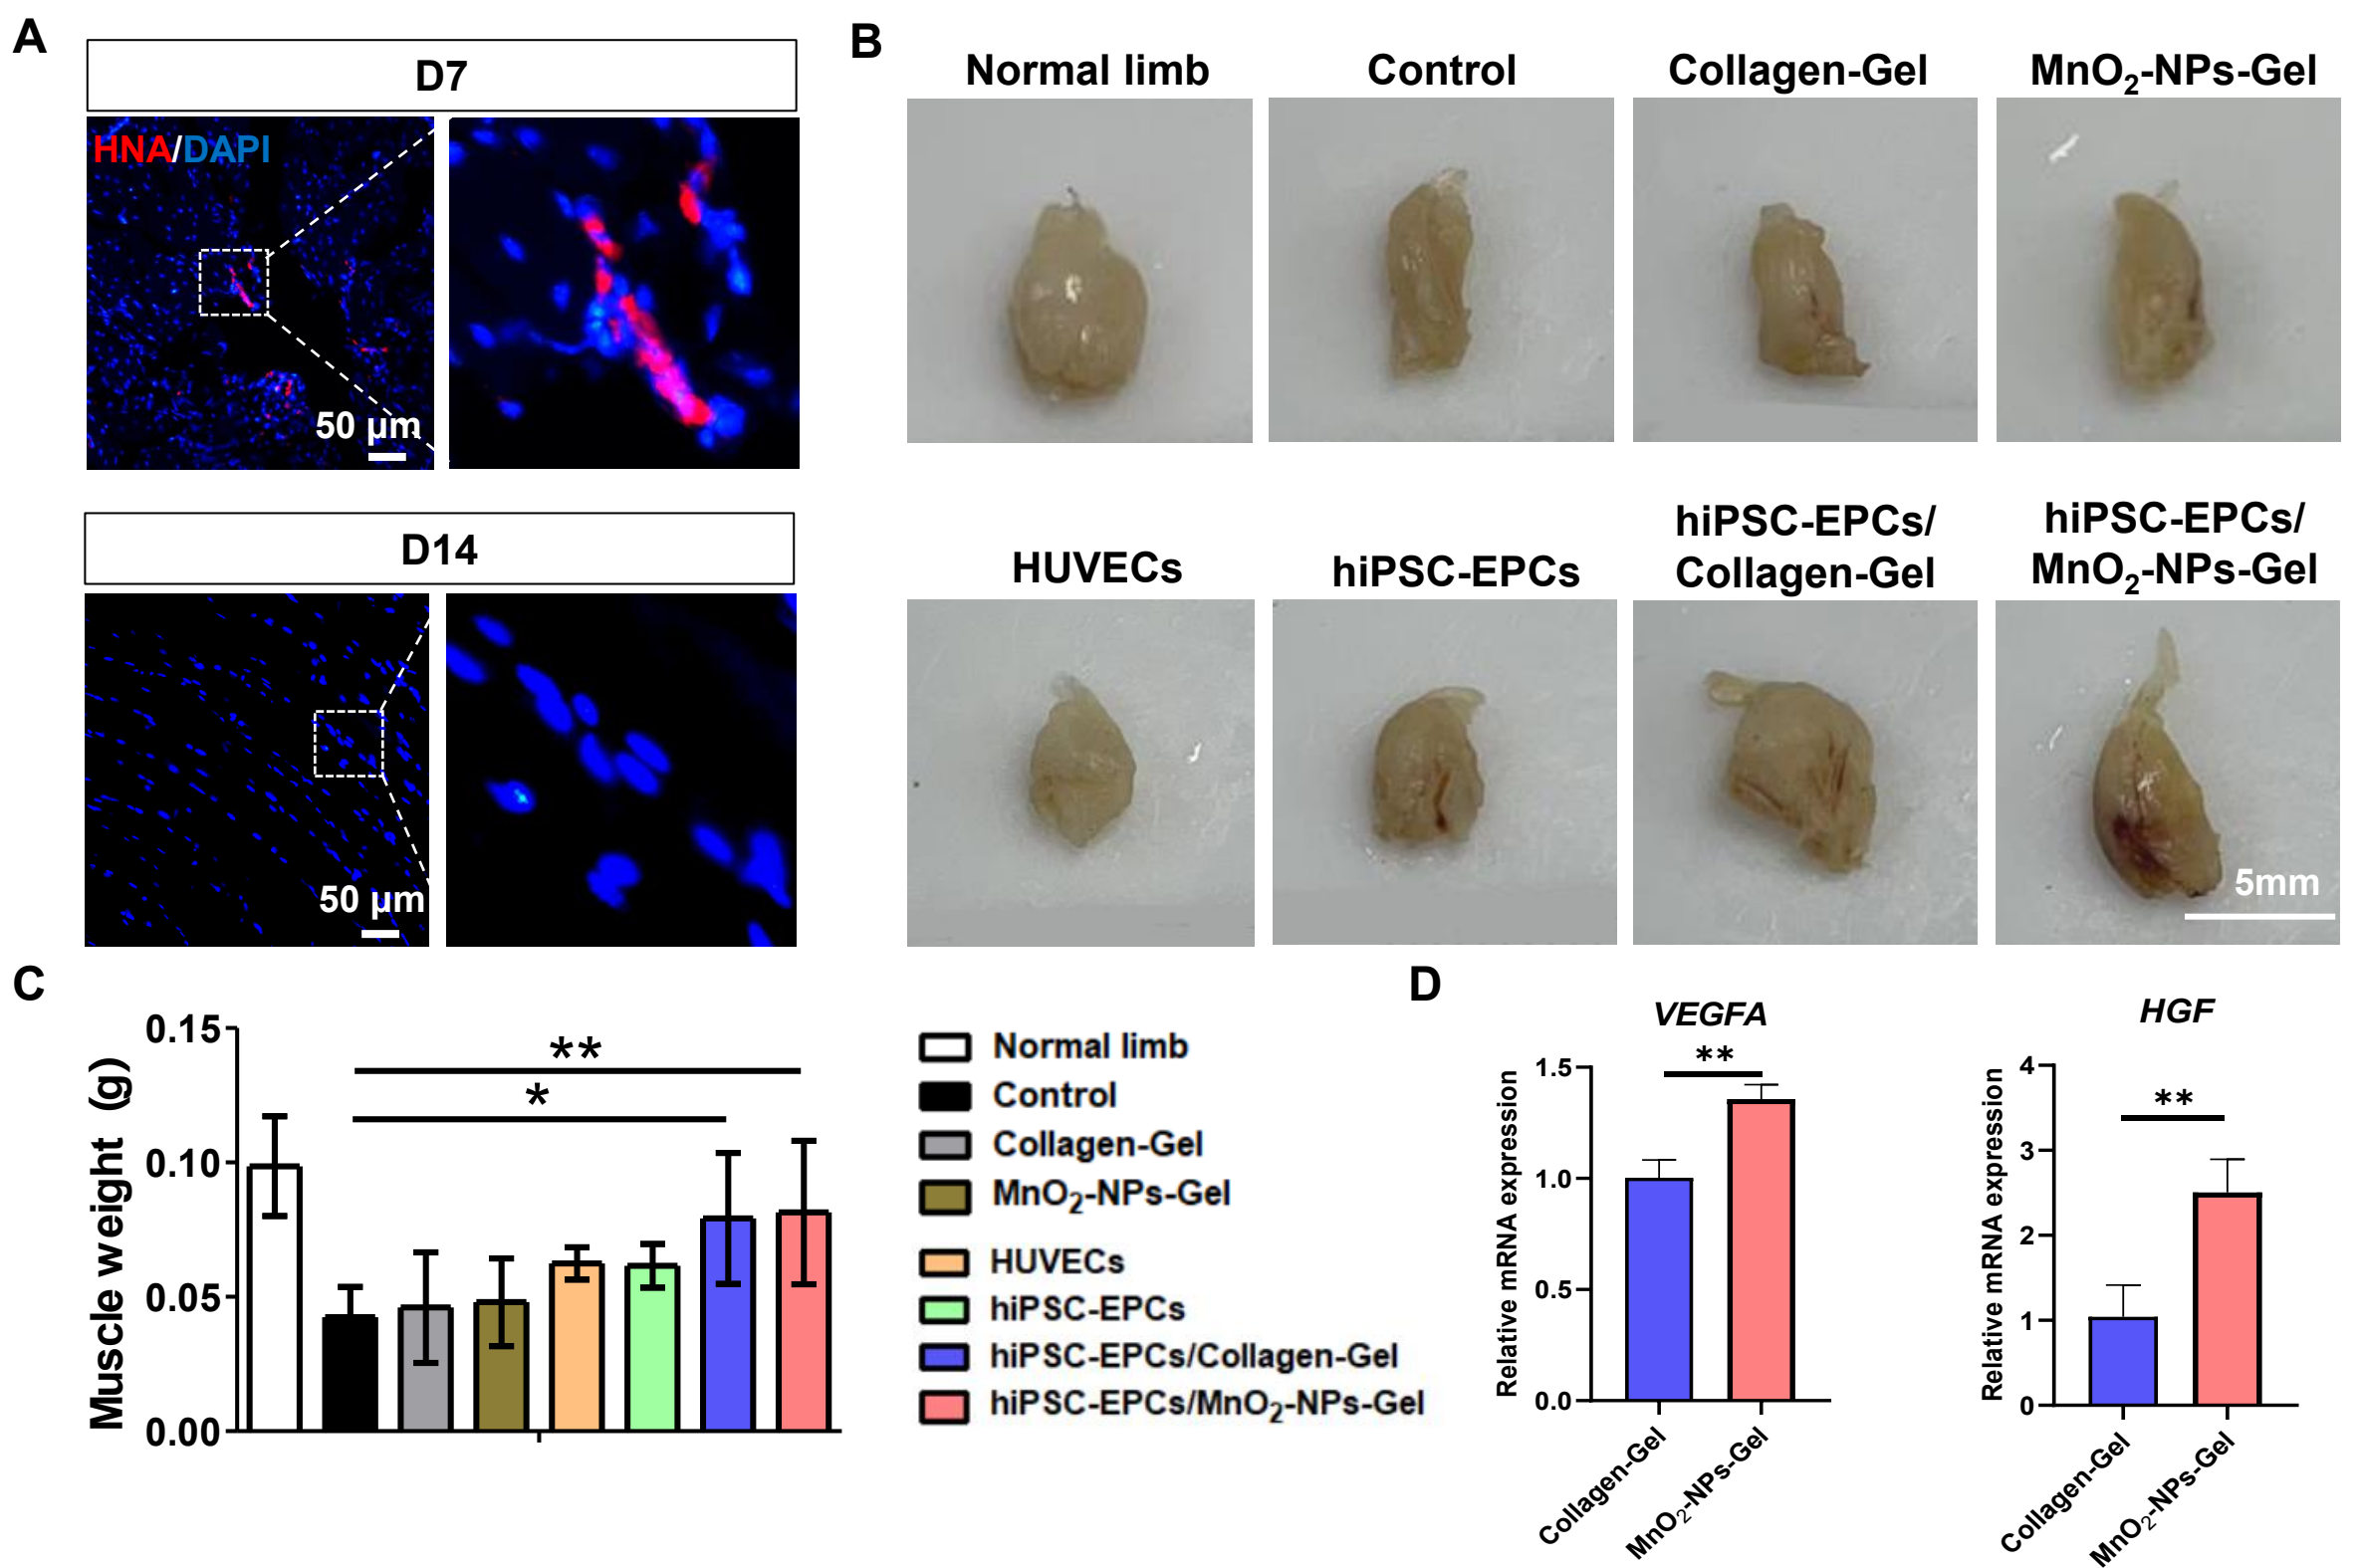 A
D7
HNA/DAPI
50 µm
D14
50 µm
B
Normal limb
Control
Collagen-Gel
MnO₂-NPs-Gel
HUVECs
hiPSC-EPCs
hiPSC-EPCs/
Collagen-Gel
hiPSC-EPCs/
MnO₂-NPs-Gel
5mm
C
Muscle weight (g)
0.15
0.10
0.05
0.00
**
*
Normal limb
Control
Collagen-Gel
MnO₂-NPs-Gel
HUVECs
hiPSC-EPCs
hiPSC-EPCs/Collagen-Gel
hiPSC-EPCs/MnO₂-NPs-Gel
D
VEGFA
**
Relative mRNA expression
1.5
1.0
0.5
0.0
Collagen-Gel
MnO₂-NPs-Gel
HGF
**
Relative mRNA expression
4
3
2
1
0
Collagen-Gel
MnO₂-NPs-Gel